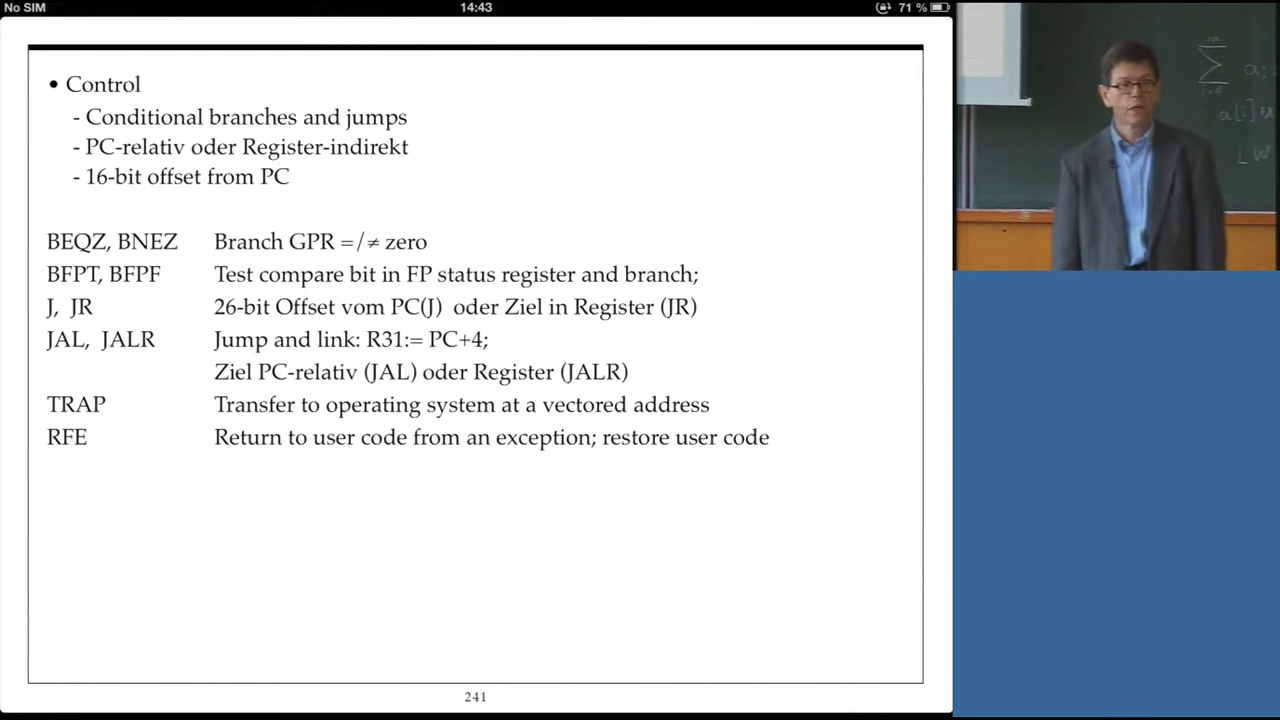 No SIM 14:43 71 %
• Control
- Conditional branches and jumps
- PC-relativ oder Register-indirekt
- 16-bit offset from PC
BEQZ, BNEZ Branch GPR =/≠ zero
BFPT, BFPF Test compare bit in FP status register and branch;
J, JR 26-bit Offset vom PC(J) oder Ziel in Register (JR)
JAL, JALR Jump and link: R31:= PC+4;
Ziel PC-relativ (JAL) oder Register (JALR)
TRAP Transfer to operating system at a vectored address
RFE Return to user code from an exception; restore user code
241
∑ a:
a[i]
LW